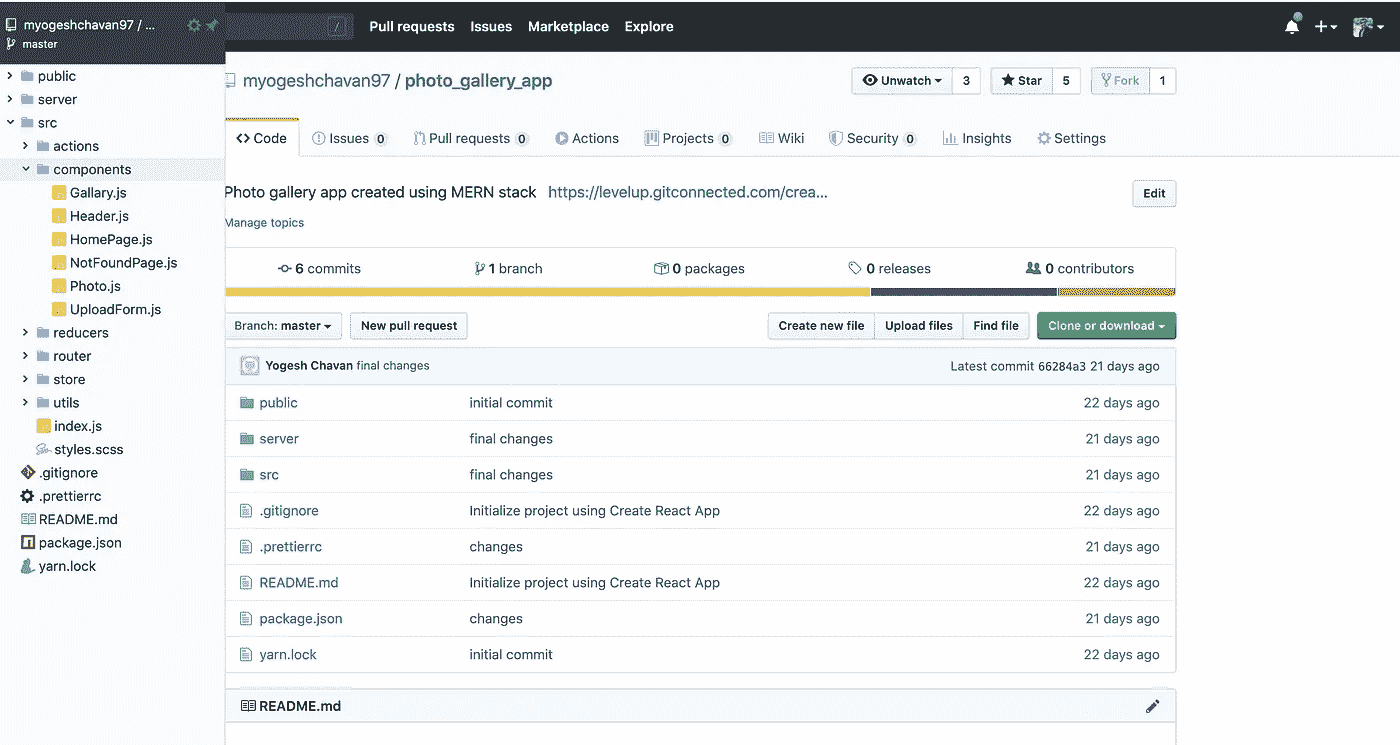 myogeshchavan97 / ...
master
/ Pull requests Issues Marketplace Explore
public
server
src
actions
components
Gallary.js
Header.js
HomePage.js
NotFoundPage.js
Photo.js
UploadForm.js
reducers
router
store
utils
index.js
styles.scss
.gitignore
.prettierrc
README.md
package.json
yarn.lock
myogeshchavan97 / photo_gallery_app
Unwatch 3 Star 5 Fork 1
Code Issues 0 Pull requests 0 Actions Projects 0 Wiki Security 0 Insights Settings
Photo gallery app created using MERN stack https://levelup.gitconnected.com/crea...
Edit
Manage topics
6 commits 1 branch 0 packages 0 releases 0 contributors
Branch: master New pull request Create new file Upload files Find file Clone or download
Yogesh Chavan final changes Latest commit 66284a3 21 days ago
public initial commit 22 days ago
server final changes 21 days ago
src final changes 21 days ago
.gitignore Initialize project using Create React App 22 days ago
.prettierrc changes 21 days ago
README.md Initialize project using Create React App 22 days ago
package.json changes 21 days ago
yarn.lock initial commit 22 days ago
README.md